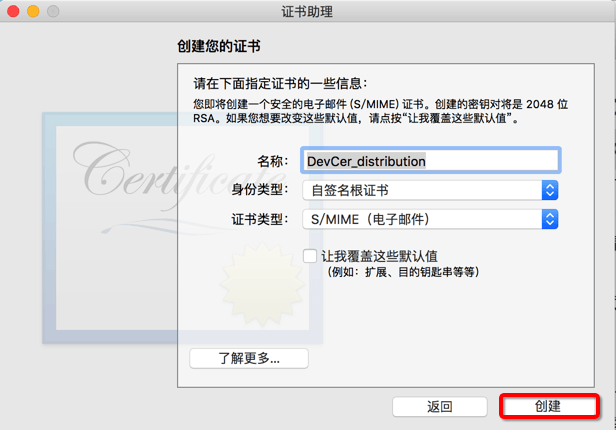 证书助理
创建您的证书
请在下面指定证书的一些信息：
您即将创建一个安全的电子邮件 (S/MIME) 证书。创建的密钥对将是 2048 位
RSA。如果您想要改变这些默认值，请点按“让我覆盖这些默认值”。
Certificate
名称：
DevCer_distribution
身份类型：
自签名根证书
证书类型：
S/MIME（电子邮件）
让我覆盖这些默认值
（例如：扩展、目的钥匙串等等）
了解更多...
返回
创建